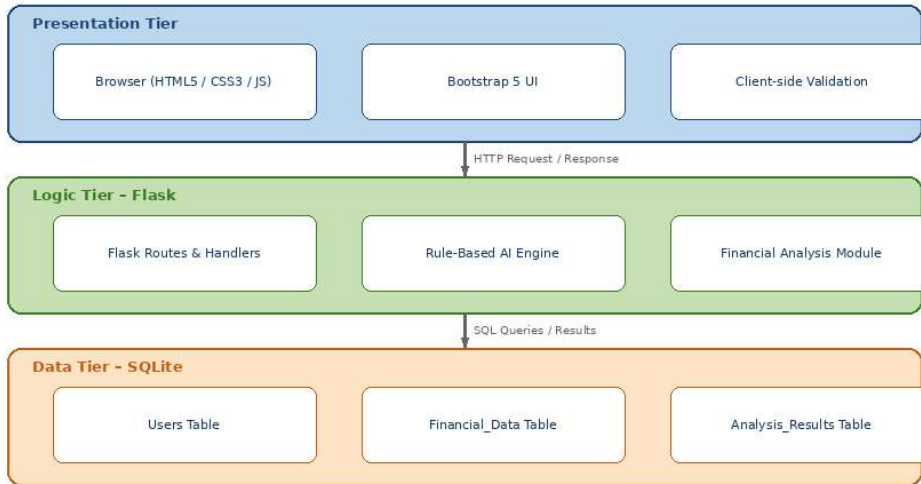 Presentation Tier
Browser (HTML5 / CSS3 / JS)
Bootstrap 5 UI
Client-side Validation
HTTP Request / Response
Logic Tier – Flask
Flask Routes & Handlers
Rule-Based AI Engine
Financial Analysis Module
SQL Queries / Results
Data Tier – SQLite
Users Table
Financial_Data Table
Analysis_Results Table